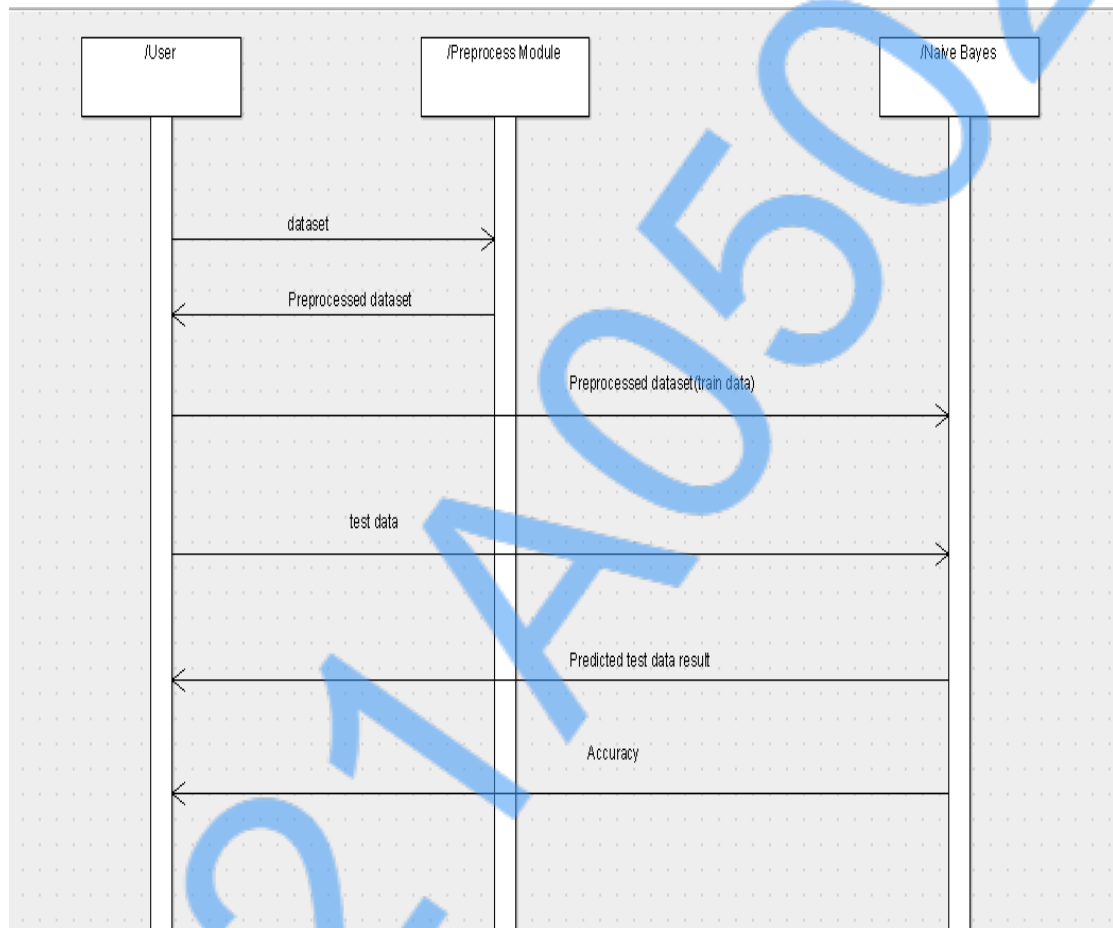 /User
/Preprocess Module
/Naive Bayes
dataset
Preprocessed dataset
Preprocessed dataset(train data)
test data
Predicted test data result
Accuracy
21A0502